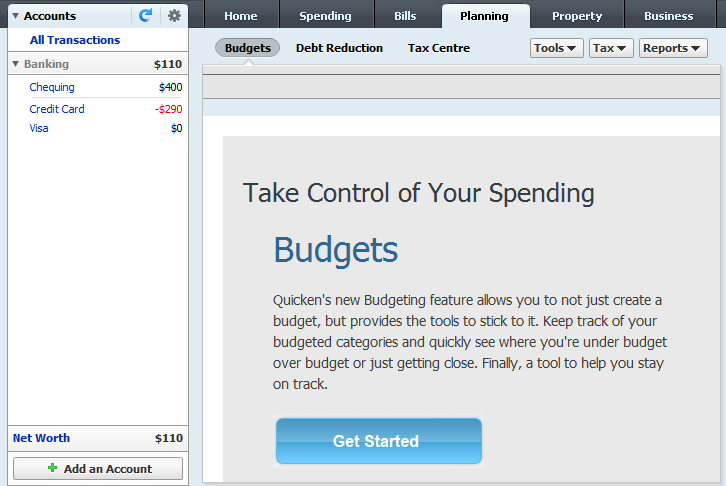 Accounts
All Transactions
Banking $110
Chequing $400
Credit Card -$290
Visa $0
Net Worth $110
Add an Account
Home Spending Bills Planning Property Business
Budgets Debt Reduction Tax Centre Tools Tax Reports
Take Control of Your Spending
Budgets
Quicken's new Budgeting feature allows you to not just create a
budget, but provides the tools to stick to it. Keep track of your
budgeted categories and quickly see where you're under budget
over budget or just getting close. Finally, a tool to help you stay
on track.
Get Started